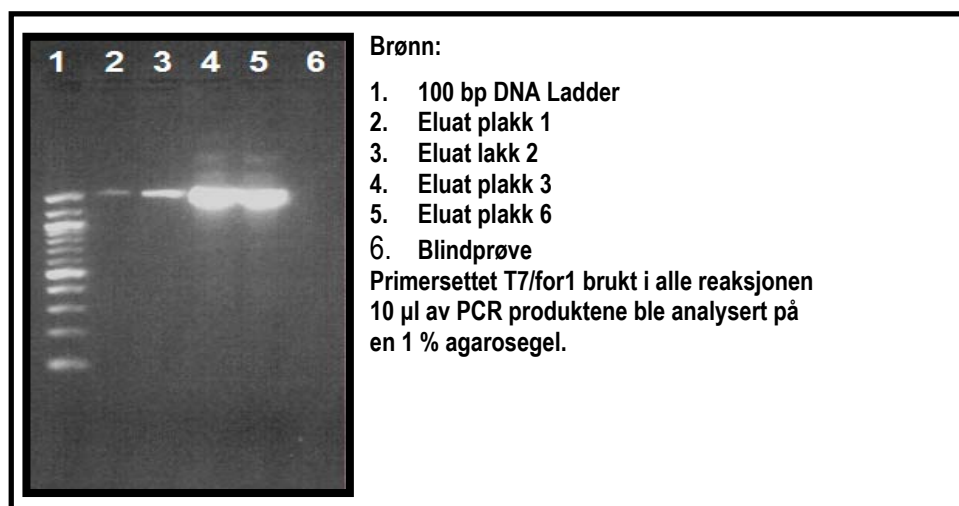 1 2 3 4 5 6
Brønn:
1. 100 bp DNA Ladder
2. Eluat plakk 1
3. Eluat lakk 2
4. Eluat plakk 3
5. Eluat plakk 6
6. Blindprøve
Primersettet T7/for1 brukt i alle reaksjonen
10 µl av PCR produktene ble analysert på
en 1 % agarosegel.